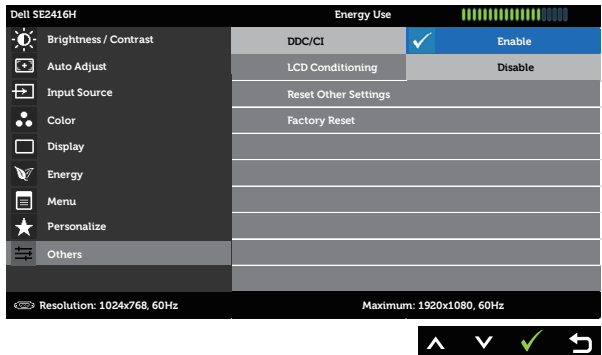 Dell SE2416H Energy Use
Brightness / Contrast DDC/CI Enable
Auto Adjust LCD Conditioning Disable
Input Source Reset Other Settings
Color Factory Reset
Display
Energy
Menu
Personalize
Others
Resolution: 1024x768, 60Hz Maximum: 1920x1080, 60Hz